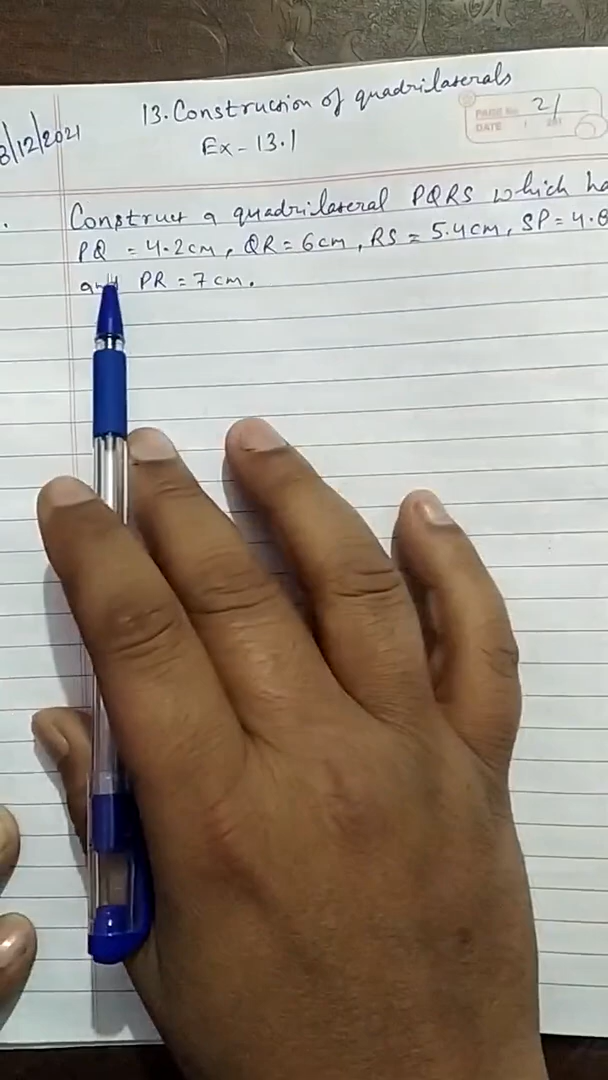 13. Construction of quadrilaterals
PAGE No. 21
DATE
8/12/2021
Ex - 13.1
Construct a quadrilateral PQRS which ha
PQ = 4.2cm, QR = 6cm, RS = 5.4cm, SP = 4.8
and PR = 7cm.